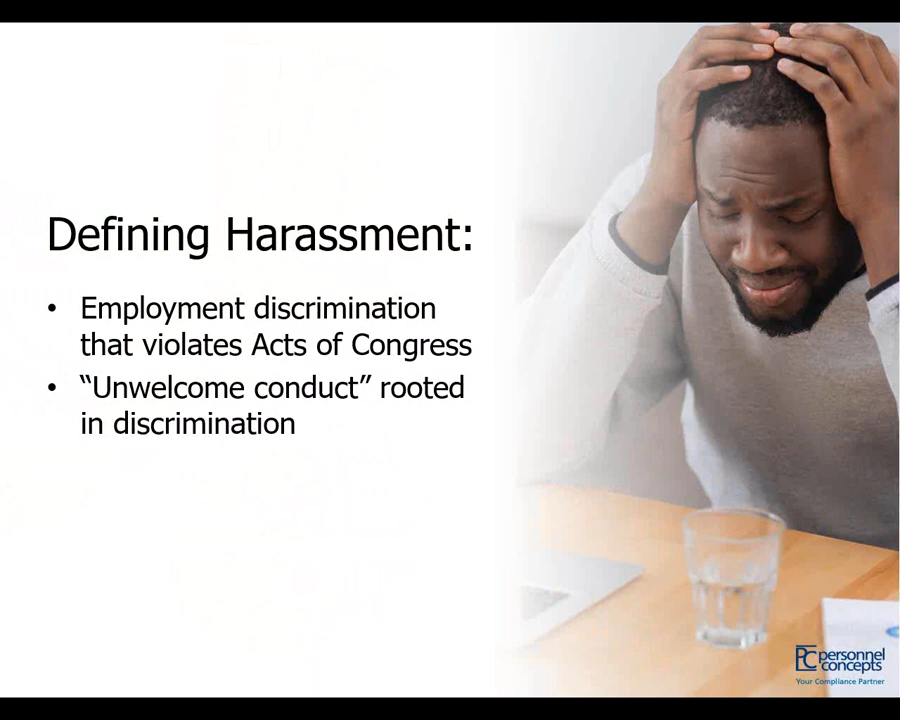 Defining Harassment:
• Employment discrimination
that violates Acts of Congress
• “Unwelcome conduct” rooted
in discrimination
PC personnel
concepts
Your Compliance Partner